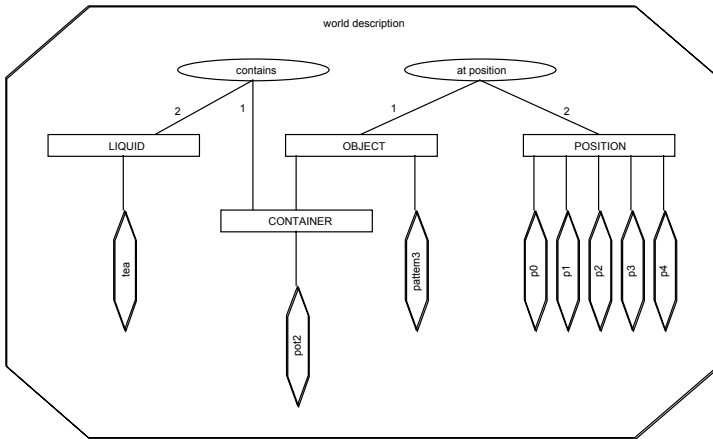 world description
contains
at position
2
1
1
2
LIQUID
OBJECT
POSITION
CONTAINER
tea
pot2
pattern3
p0
p1
p2
p3
p4